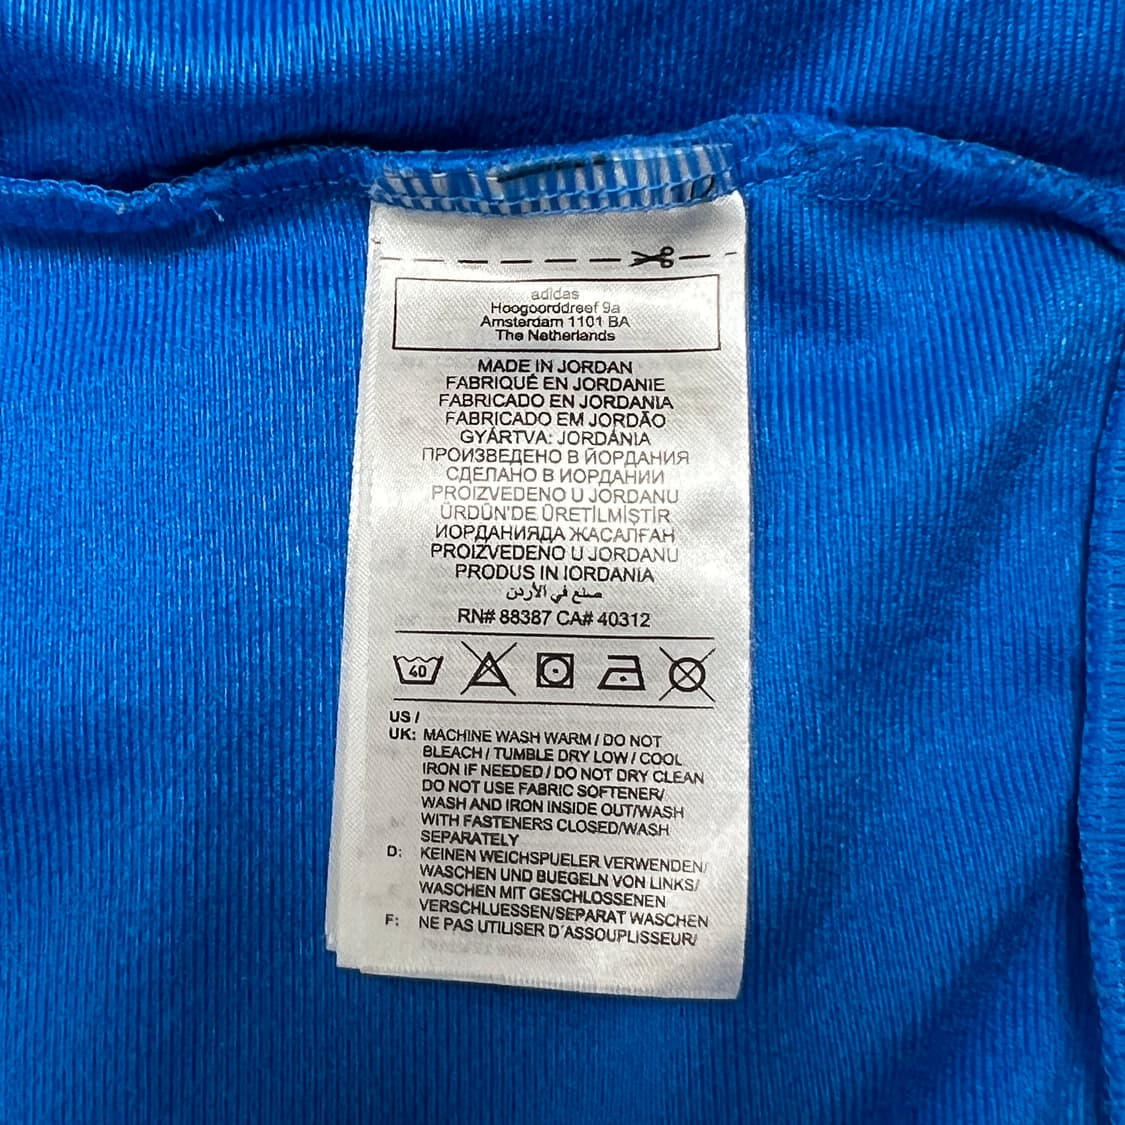 adidas
Hoogoorddreef 9a
Amsterdam 1101 BA
The Netherlands
MADE IN JORDAN
FABRIQUÉ EN JORDANIE
FABRICADO EN JORDANIA
FABRICADO EM JORDÃO
GYÁRTVA: JORDÁNIA
ПРОИЗВЕДЕНО В ЙОРДАНИЯ
СДЕЛАНО В ИОРДАНИИ
PROIZVEDENO U JORDANU
ÜRDÜN'DE ÜRETİLMİŞTİR
ИОРДАНИЯДА ЖАСАЛҒАН
PROIZVEDENO U JORDANU
PRODUS IN IORDANIA
صنع في الأردن
RN# 88387 CA# 40312
40
US /
UK: MACHINE WASH WARM / DO NOT
BLEACH / TUMBLE DRY LOW / COOL
IRON IF NEEDED / DO NOT DRY CLEAN
DO NOT USE FABRIC SOFTENER/
WASH AND IRON INSIDE OUT/WASH
WITH FASTENERS CLOSED/WASH
SEPARATELY
D: KEINEN WEICHSPUELER VERWENDEN/
WASCHEN UND BUEGELN VON LINKS/
WASCHEN MIT GESCHLOSSENEN
VERSCHLUESSEN/SEPARAT WASCHEN
F: NE PAS UTILISER D'ASSOUPLISSEUR/